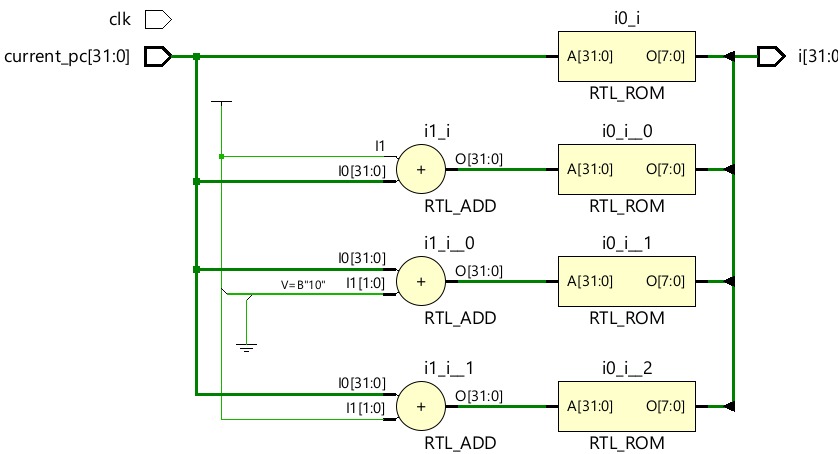 clk
i0_i
current_pc[31:0]
A[31:0] O[7:0]
i[31:0
RTL_ROM
i1_i
i0_i__0
I1
I0[31:0]
+
O[31:0]
A[31:0] O[7:0]
RTL_ADD
RTL_ROM
i1_i__0
i0_i__1
I0[31:0]
I1[1:0]
V=B"10"
+
O[31:0]
A[31:0] O[7:0]
RTL_ADD
RTL_ROM
i1_i__1
i0_i__2
I0[31:0]
I1[1:0]
+
O[31:0]
A[31:0] O[7:0]
RTL_ADD
RTL_ROM